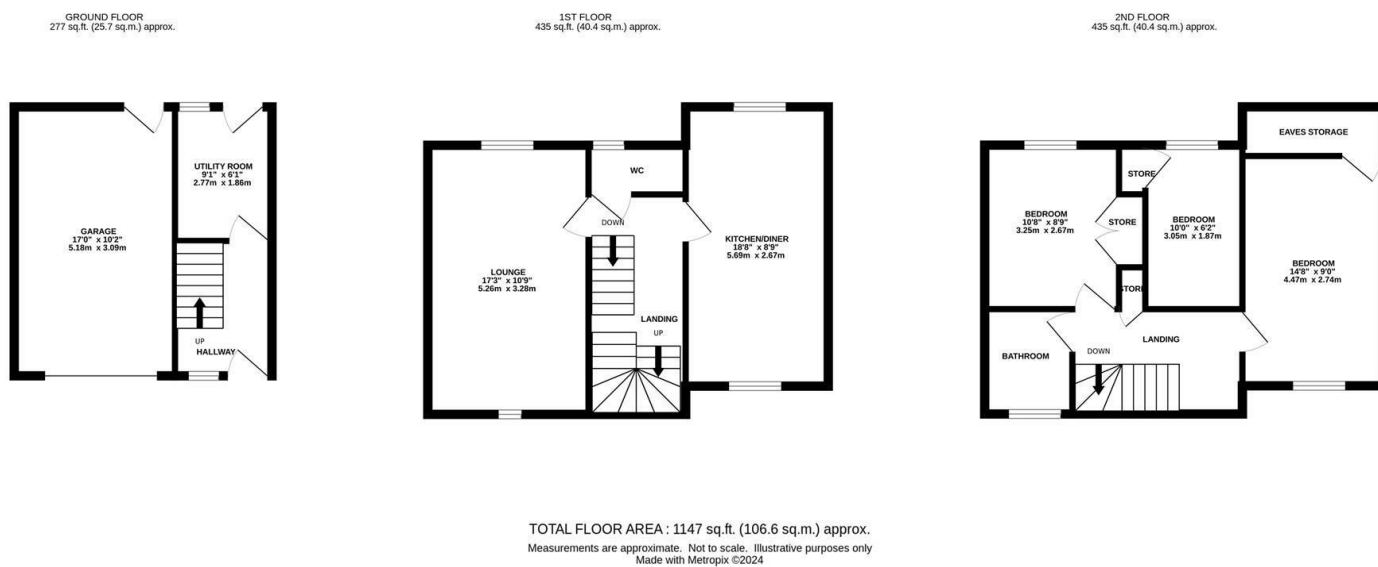 GROUND FLOOR
277 sq.ft. (25.7 sq.m.) approx.
1ST FLOOR
435 sq.ft. (40.4 sq.m.) approx.
2ND FLOOR
435 sq.ft. (40.4 sq.m.) approx.
UTILITY ROOM
9'1" x 6'1"
2.77m x 1.86m
GARAGE
17'0" x 10'2"
5.18m x 3.09m
UP
HALLWAY
WC
DOWN
KITCHEN/DINER
18'8" x 8'9"
5.69m x 2.67m
LOUNGE
17'3" x 10'9"
5.26m x 3.28m
LANDING
UP
EAVES STORAGE
STORE
BEDROOM
10'8" x 8'9"
3.25m x 2.67m
STORE
BEDROOM
10'0" x 6'2"
3.05m x 1.87m
BEDROOM
14'8" x 9'0"
4.47m x 2.74m
STORE
LANDING
BATHROOM
DOWN
TOTAL FLOOR AREA : 1147 sq.ft. (106.6 sq.m.) approx.
Measurements are approximate. Not to scale. Illustrative purposes only
Made with Metropix ©2024